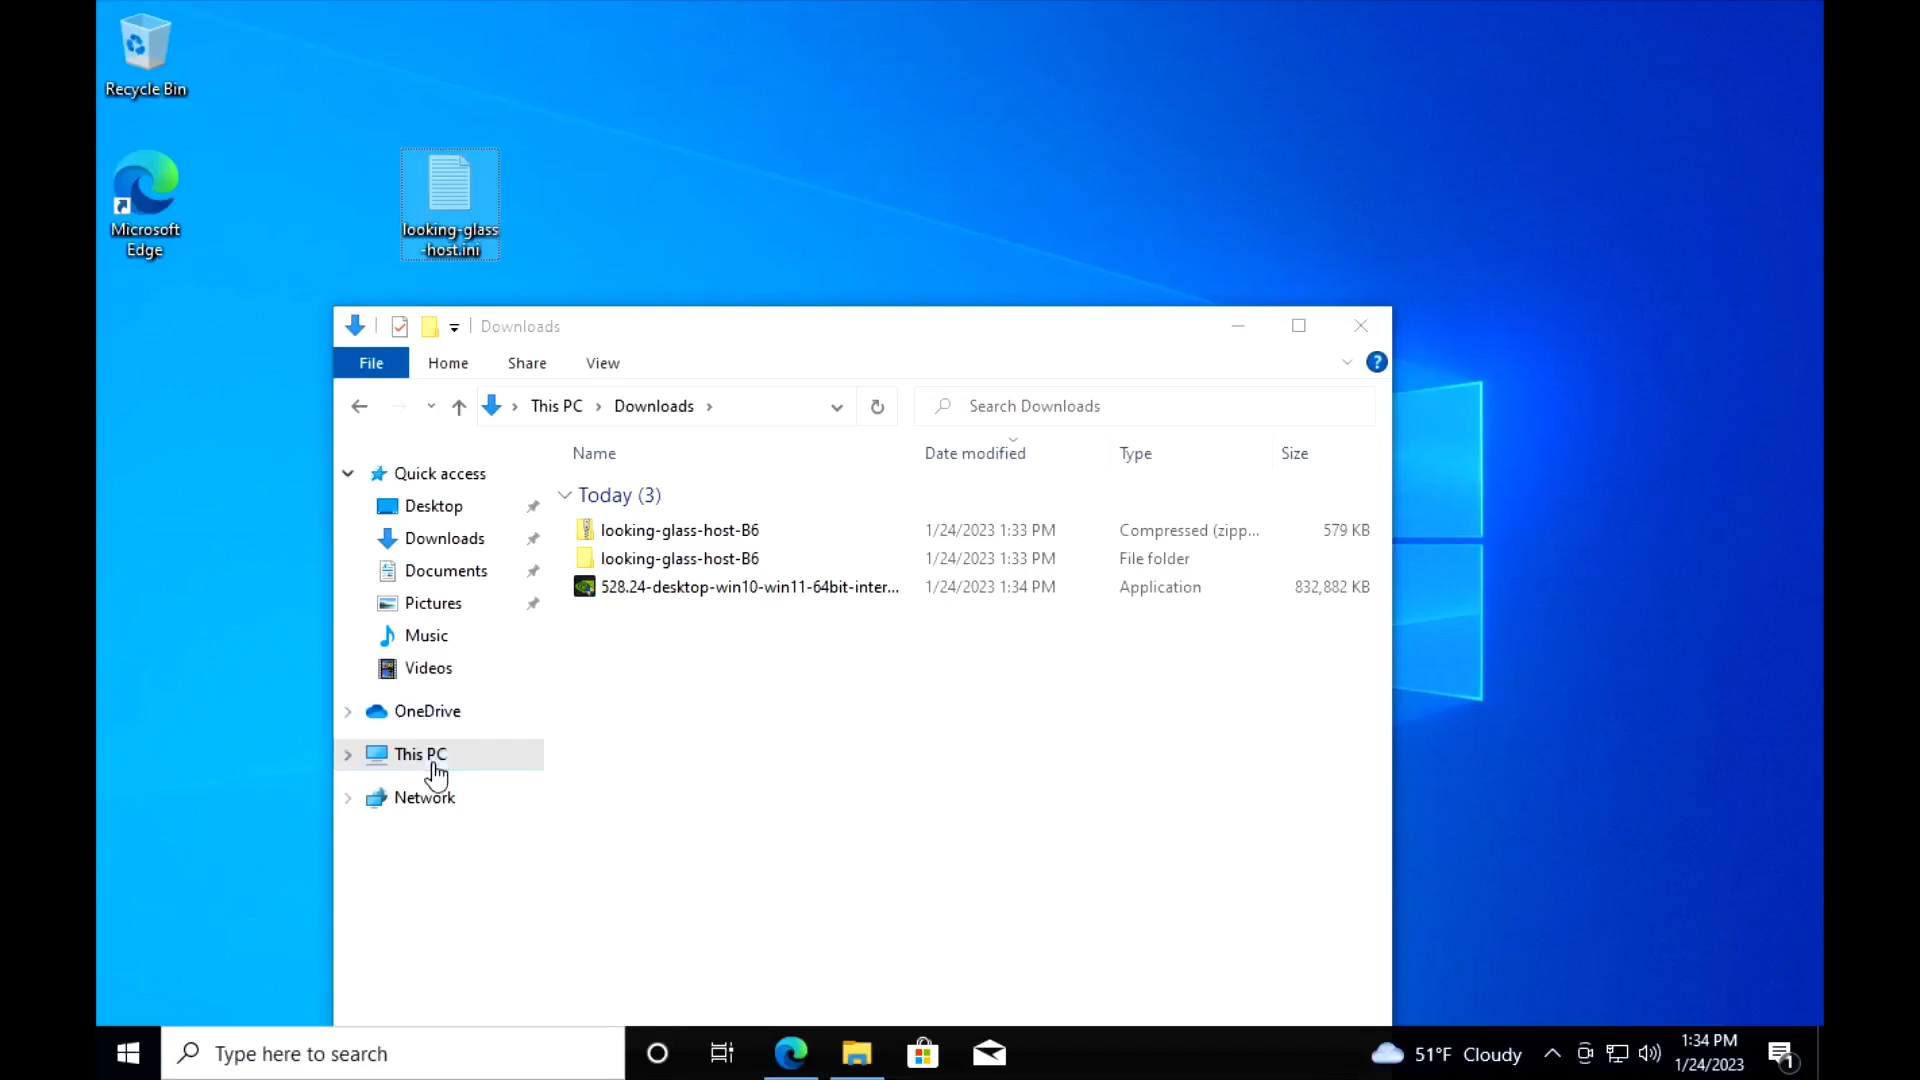 Recycle Bin
Microsoft
Edge
looking-glass
-host.ini
Downloads
File Home Share View
This PC Downloads
Search Downloads
Name Date modified Type Size
Quick access
Desktop
Downloads
Documents
Pictures
Music
Videos
OneDrive
This PC
Network
Today (3)
looking-glass-host-B6 1/24/2023 1:33 PM Compressed (zipp... 579 KB
looking-glass-host-B6 1/24/2023 1:33 PM File folder
528.24-desktop-win10-win11-64bit-inter... 1/24/2023 1:34 PM Application 832,882 KB
Type here to search
51°F Cloudy
1:34 PM
1/24/2023
1